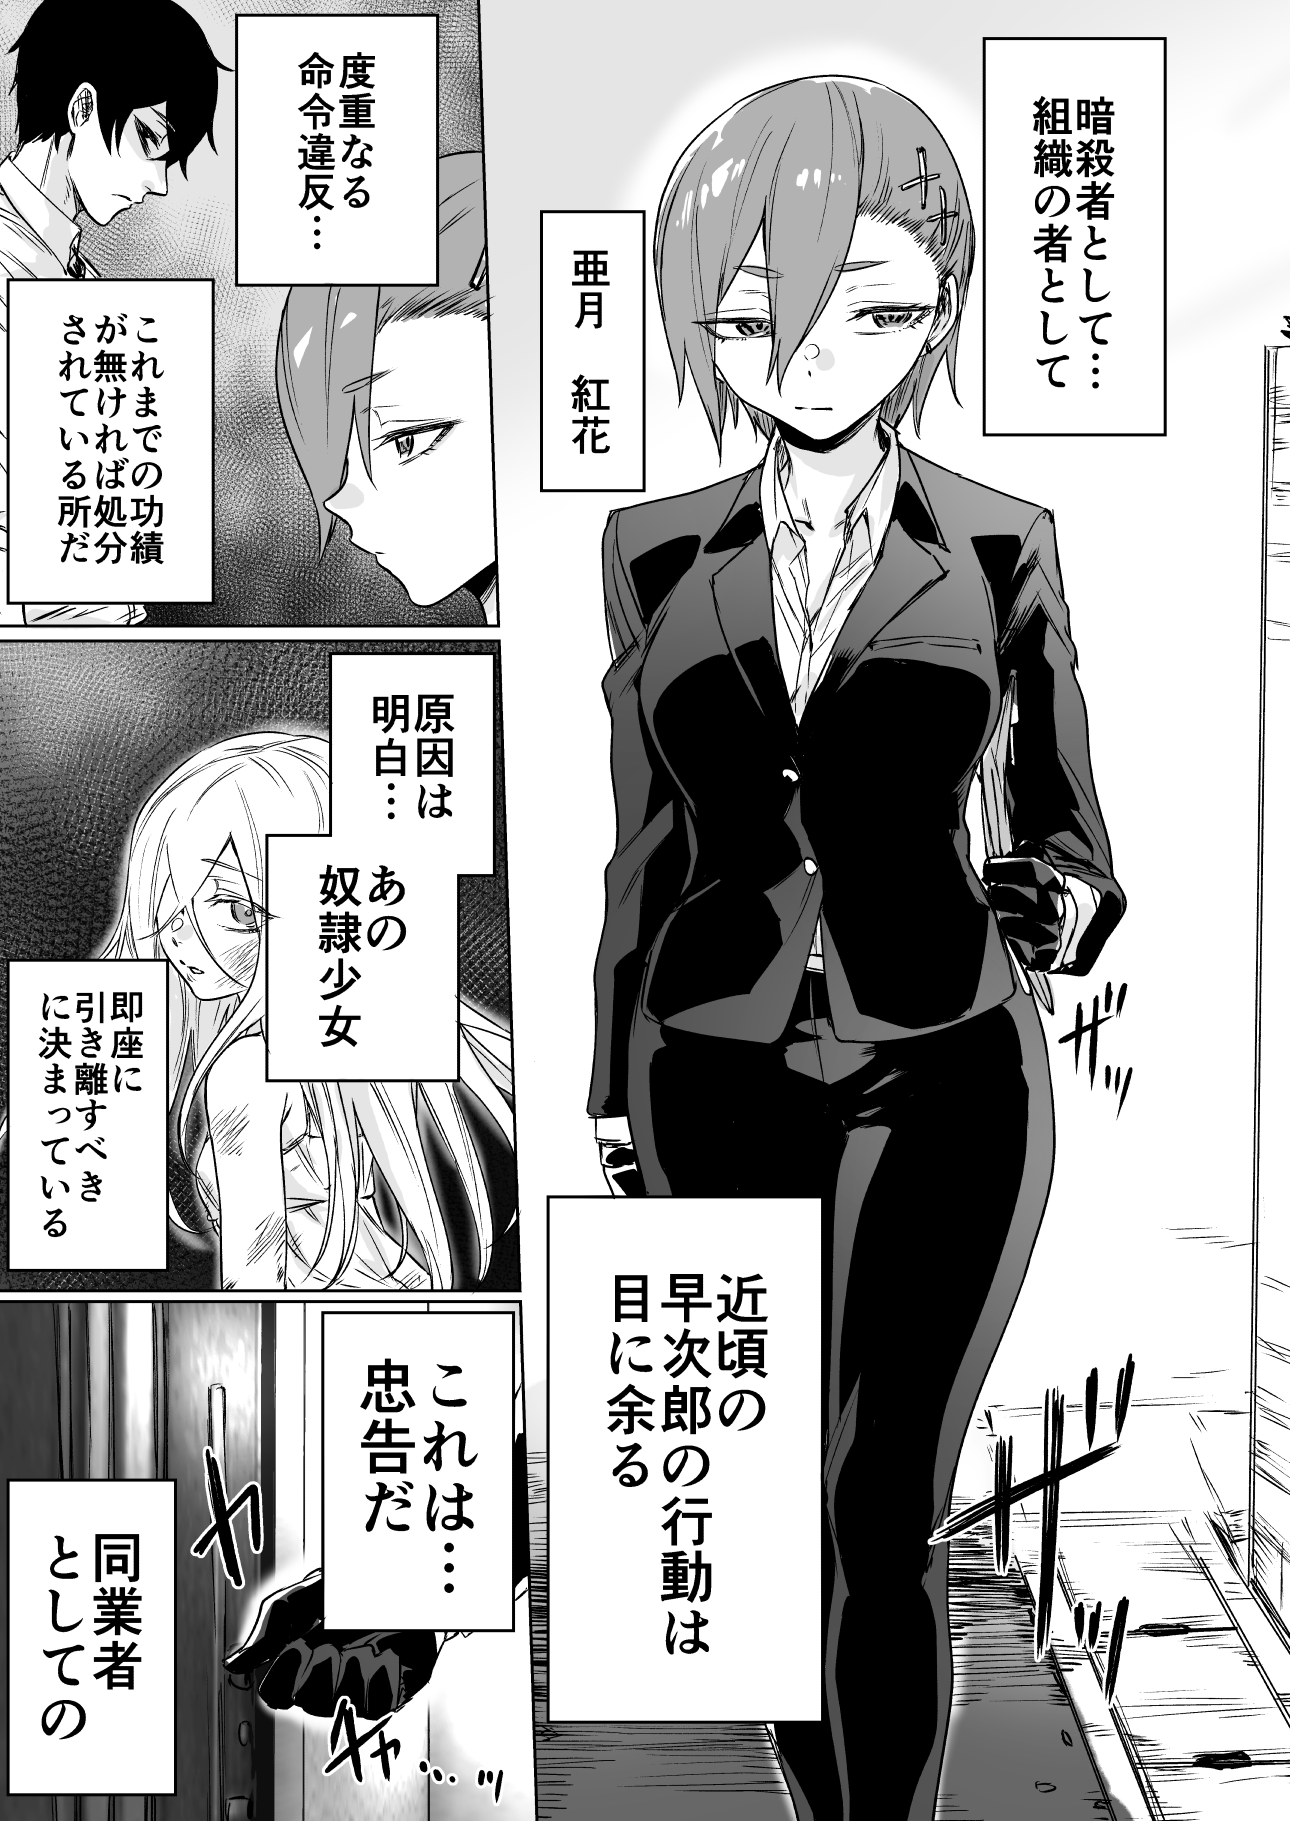 暗殺者として…
組織の者として
亜月 紅花
ザッ
ザッ
近頃の
早次郎の行動は
目に余る
度重なる
命令違反…
これまでの功績
が無ければ処分
されている所だ
原因は
明白…
あの
奴隷少女
即座に
引き離すべき
に決まっている
これは…
忠告だ
ガチャ…ッ
同業者
としての